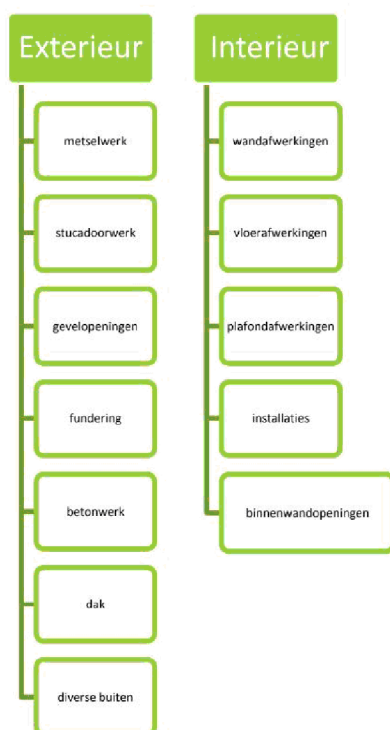 Exterieur
metselwerk
stucadoorwerk
gevelopeningen
fundering
betonwerk
dak
diverse buiten
Interieur
wandafwerkingen
vloerafwerkingen
plafondafwerkingen
installaties
binnenwandopeningen